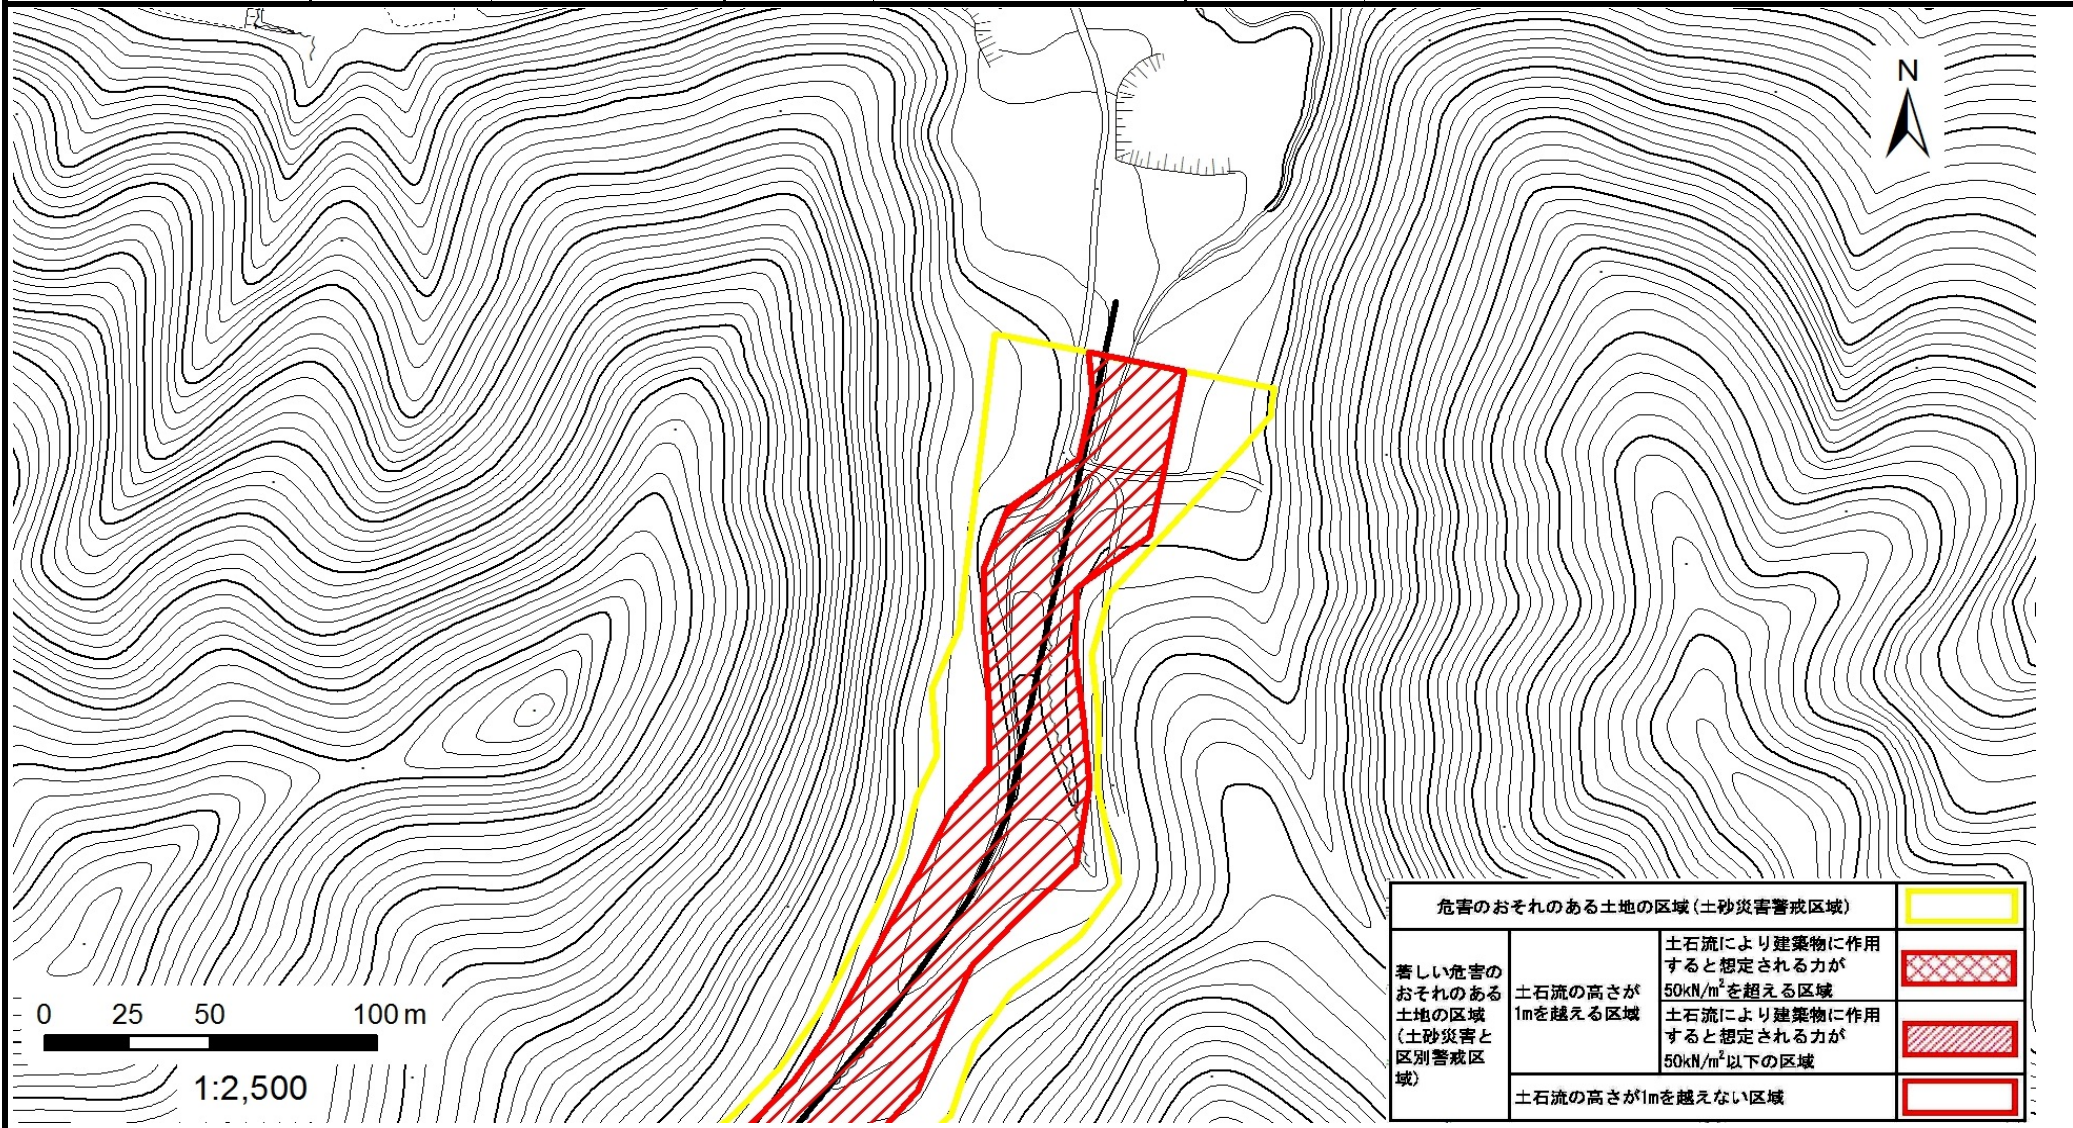 N
危害のおそれのある土地の区域(土砂災害警戒区域)
著しい危害の
おそれのある
土地の区域
(土砂災害と
区別警戒区
域)
土石流の高さが
1mを越える区域
土石流により建築物に作用
すると想定される力が
50kN/m²を超える区域
土石流により建築物に作用
すると想定される力が
50kN/m²以下の区域
土石流の高さが1mを越えない区域
0 25 50 100 m
1:2,500